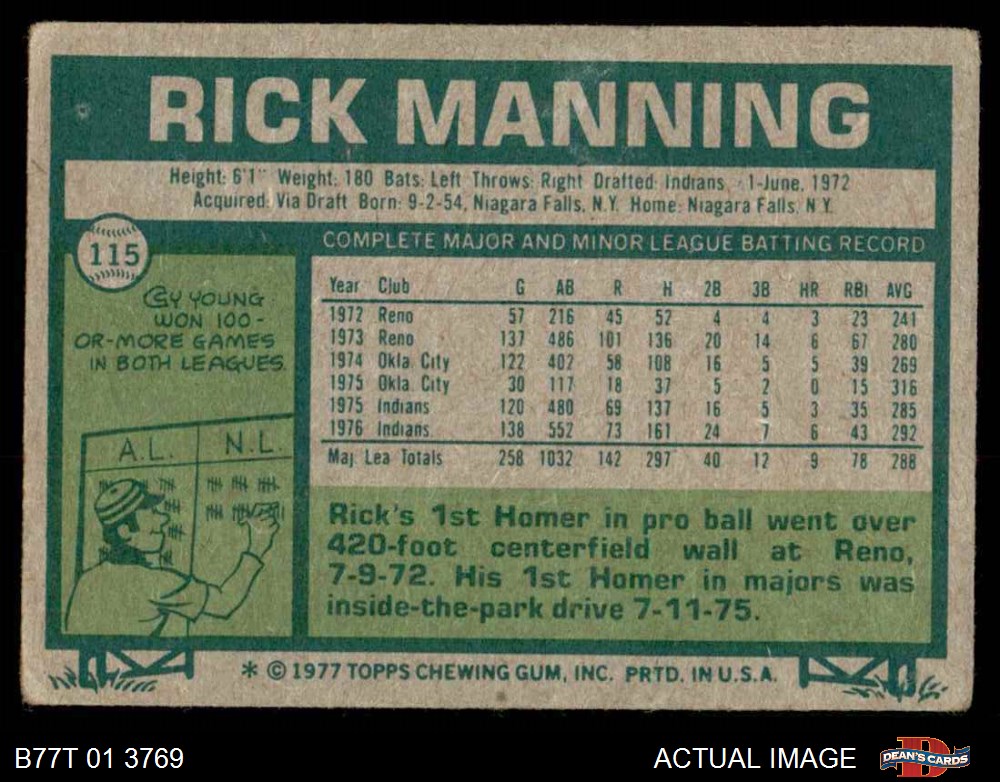 RICK MANNING
Height: 6'1" Weight: 180 Bats: Left Throws: Right Drafted: Indians, -1-June, 1972
Acquired: Via Draft Born: 9-2-54, Niagara Falls, N.Y. Home: Niagara Falls, N.Y.
115
CY YOUNG
WON 100-
OR-MORE GAMES
IN BOTH LEAGUES.
A.L. N.L.
COMPLETE MAJOR AND MINOR LEAGUE BATTING RECORD
Year Club G AB R H 2B 3B HR RBI AVG
1972 Reno 57 216 45 52 4 4 3 23 241
1973 Reno 137 486 101 136 20 14 6 67 280
1974 Okla. City 122 402 58 108 16 5 5 39 269
1975 Okla. City 30 117 18 37 5 2 0 15 316
1975 Indians 120 480 69 137 16 5 3 35 285
1976 Indians 138 552 73 161 24 7 6 43 292
Maj. Lea. Totals 258 1032 142 297 40 12 9 78 288
Rick's 1st Homer in pro ball went over
420-foot centerfield wall at Reno,
7-9-72. His 1st Homer in majors was
inside-the-park drive 7-11-75.
* © 1977 TOPPS CHEWING GUM, INC. PRTD. IN U.S.A.
B77T 01 3769
ACTUAL IMAGE
DEAN'S CARDS